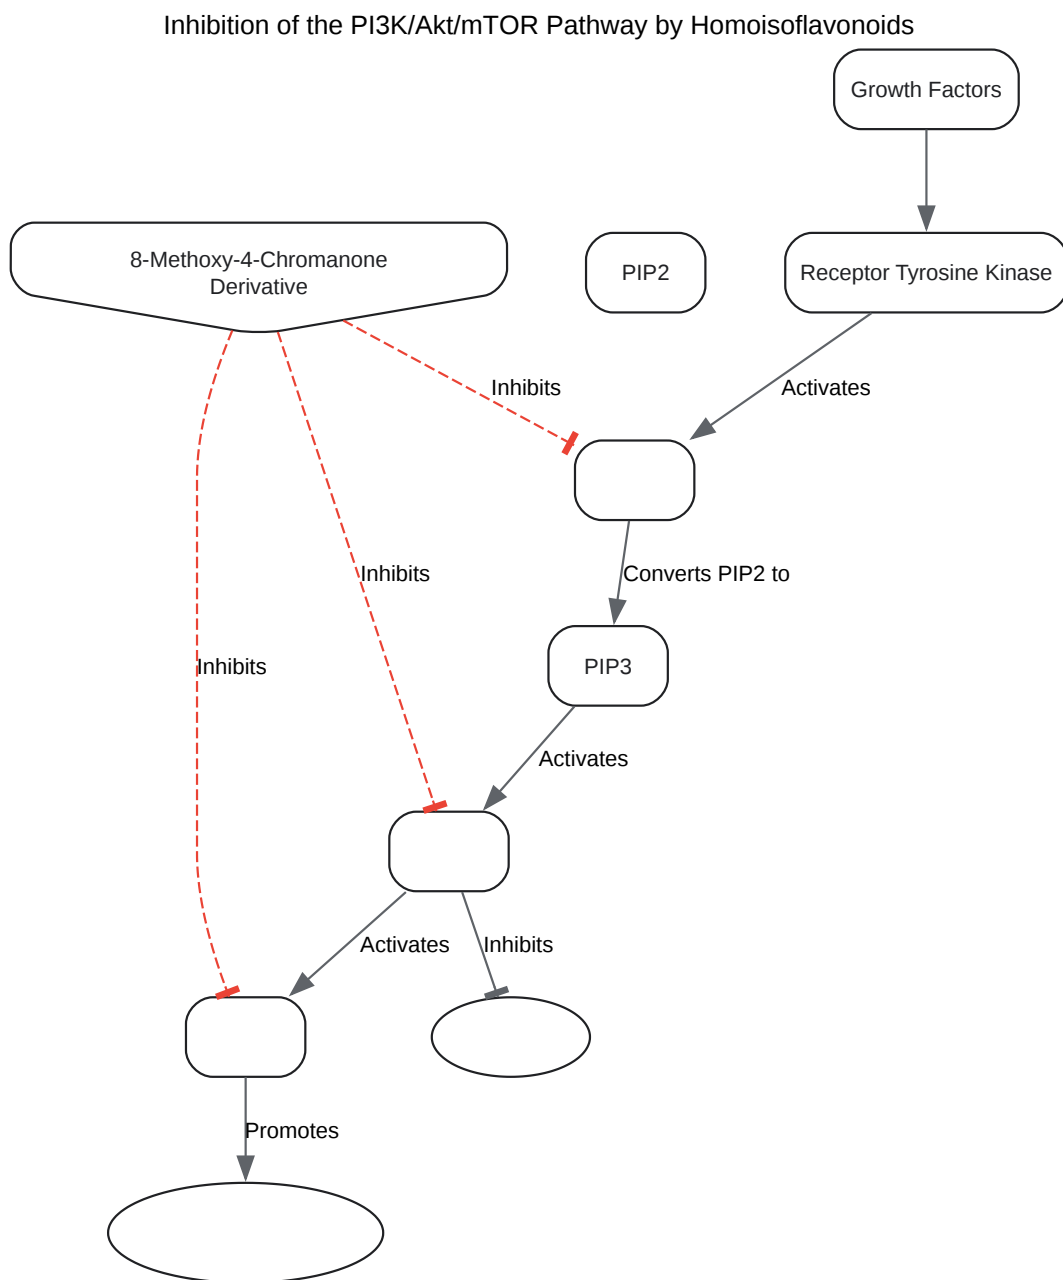 Inhibition of the PI3K/Akt/mTOR Pathway by Homoisoflavonoids
Growth Factors
8-Methoxy-4-Chromanone
Derivative
PIP2
Receptor Tyrosine Kinase
Inhibits
Activates
Inhibits
Converts PIP2 to
Inhibits
PIP3
Activates
Activates
Inhibits
Promotes